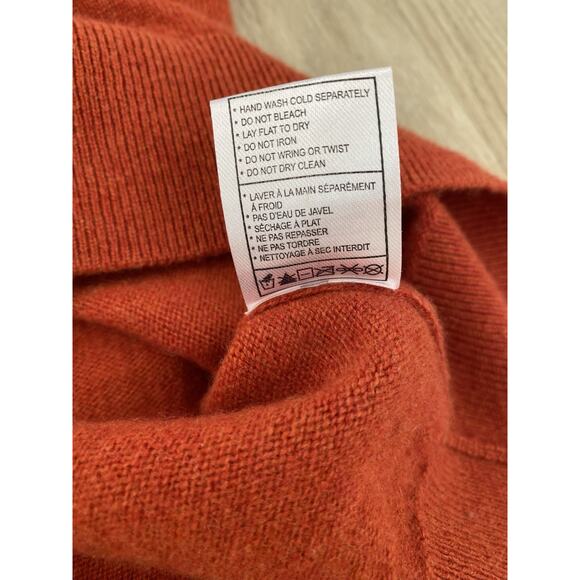 * HAND WASH COLD SEPARATELY
* DO NOT BLEACH
* LAY FLAT TO DRY
* DO NOT IRON
* DO NOT WRING OR TWIST
* DO NOT DRY CLEAN
* LAVER À LA MAIN SÉPARÉMENT
À FROID
* PAS D'EAU DE JAVEL
* SÈCHAGE À PLAT
* NE PAS REPASSER
* NE PAS TORDRE
* NETTOYAGE À SEC INTERDIT